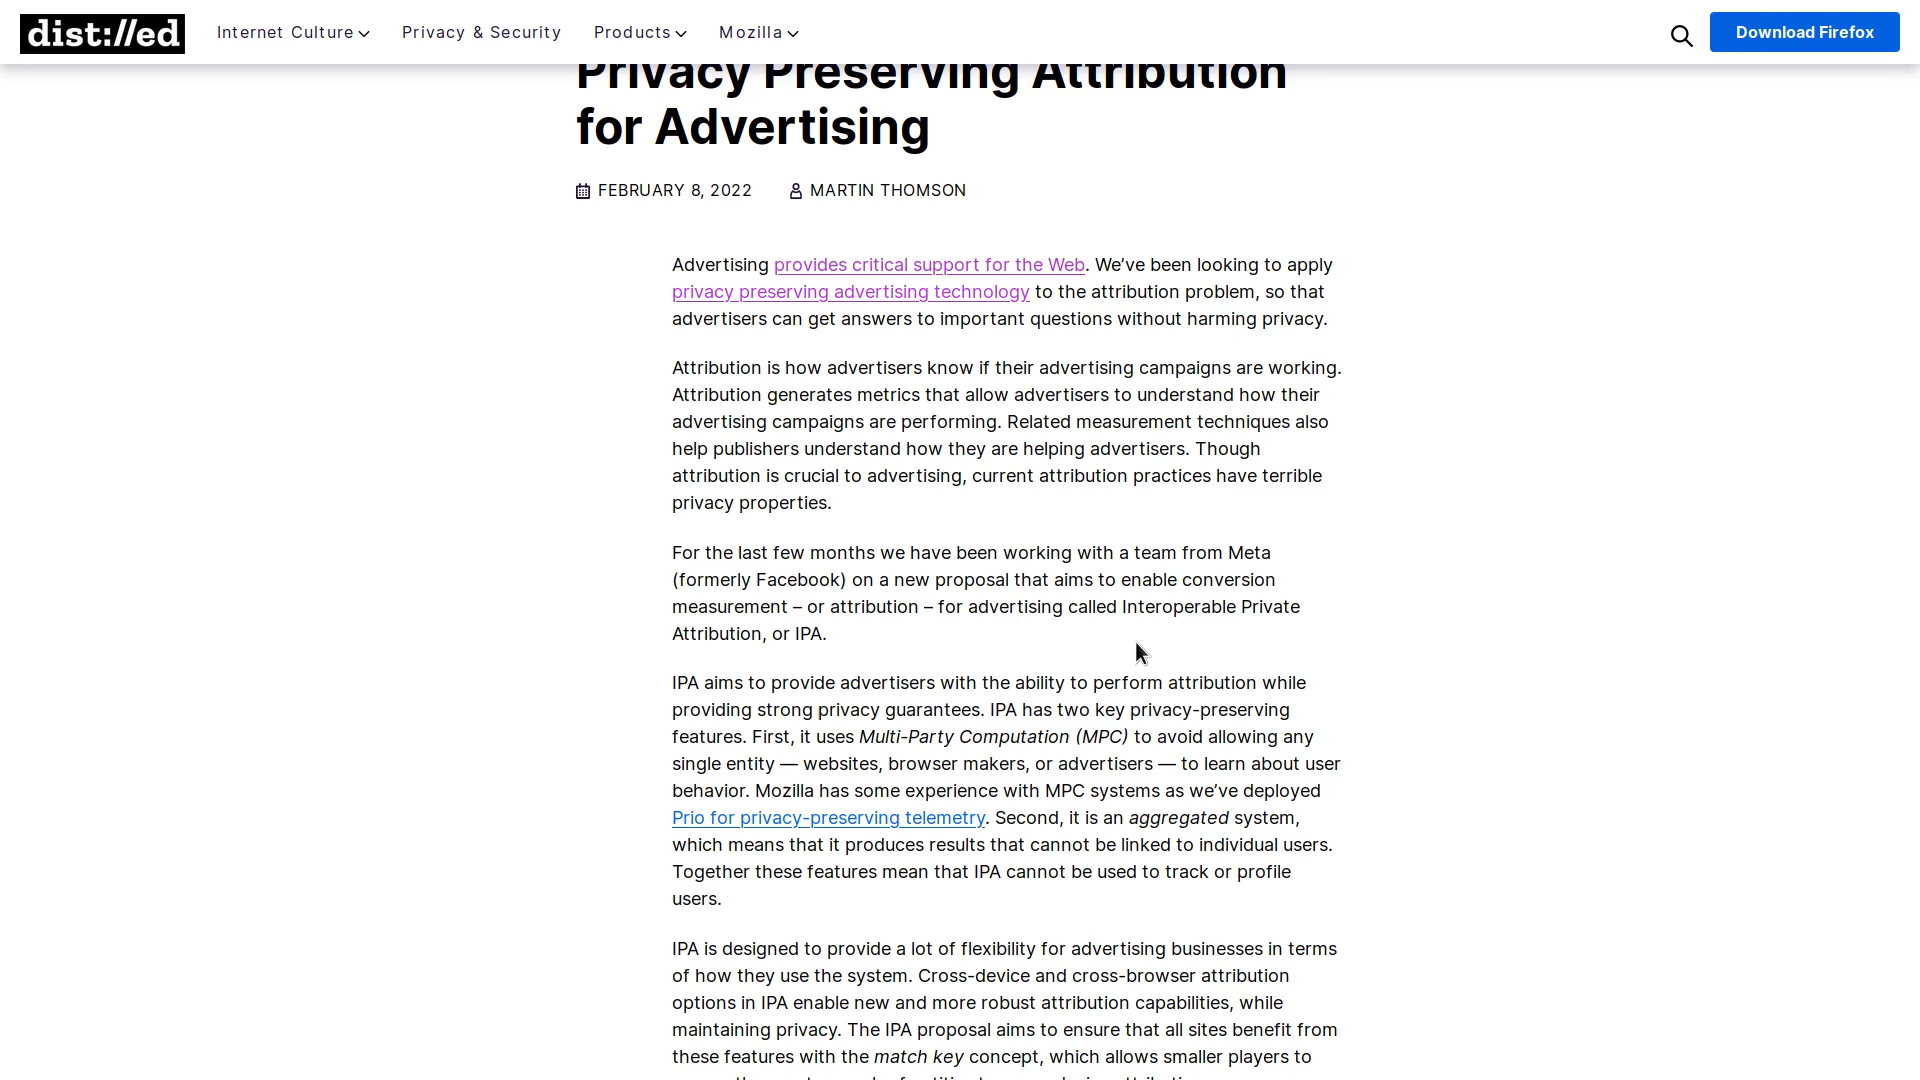 dist://ed
Internet Culture
Privacy & Security
Products
Mozilla
Download Firefox
Privacy Preserving Attribution
for Advertising
FEBRUARY 8, 2022
MARTIN THOMSON
Advertising provides critical support for the Web. We’ve been looking to apply
privacy preserving advertising technology to the attribution problem, so that
advertisers can get answers to important questions without harming privacy.
Attribution is how advertisers know if their advertising campaigns are working.
Attribution generates metrics that allow advertisers to understand how their
advertising campaigns are performing. Related measurement techniques also
help publishers understand how they are helping advertisers. Though
attribution is crucial to advertising, current attribution practices have terrible
privacy properties.
For the last few months we have been working with a team from Meta
(formerly Facebook) on a new proposal that aims to enable conversion
measurement – or attribution – for advertising called Interoperable Private
Attribution, or IPA.
IPA aims to provide advertisers with the ability to perform attribution while
providing strong privacy guarantees. IPA has two key privacy-preserving
features. First, it uses Multi-Party Computation (MPC) to avoid allowing any
single entity — websites, browser makers, or advertisers — to learn about user
behavior. Mozilla has some experience with MPC systems as we’ve deployed
Prio for privacy-preserving telemetry. Second, it is an aggregated system,
which means that it produces results that cannot be linked to individual users.
Together these features mean that IPA cannot be used to track or profile
users.
IPA is designed to provide a lot of flexibility for advertising businesses in terms
of how they use the system. Cross-device and cross-browser attribution
options in IPA enable new and more robust attribution capabilities, while
maintaining privacy. The IPA proposal aims to ensure that all sites benefit from
these features with the match key concept, which allows smaller players to